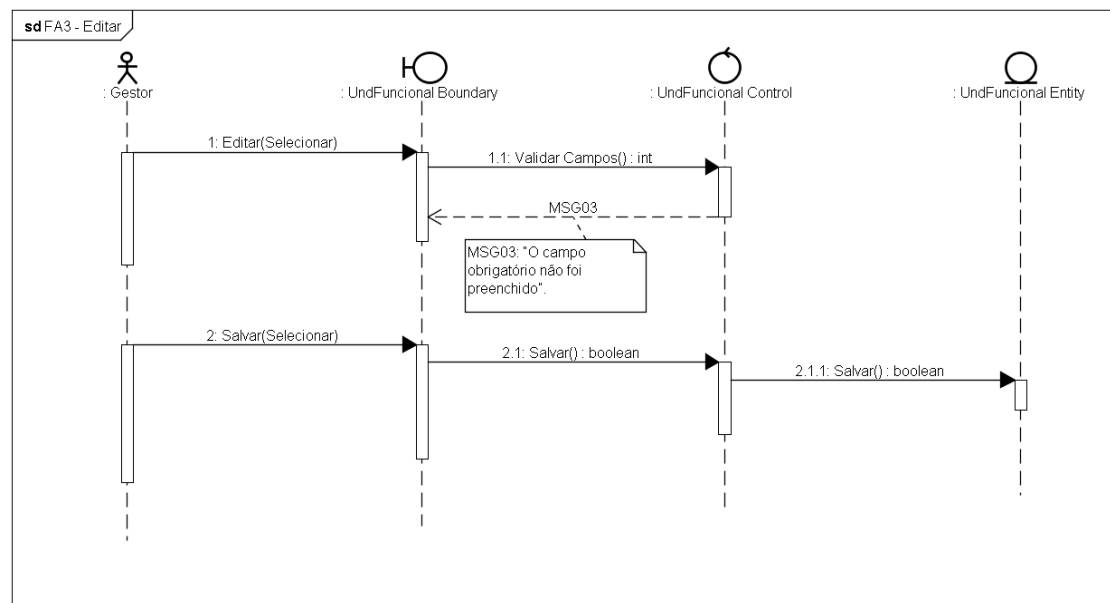 sd FA3 - Editar
: Gestor
: UndFuncional Boundary
: UndFuncional Control
: UndFuncional Entity
1: Editar(Selecionar)
1.1: Validar Campos() : int
MSG03
MSG03: "O campo
obrigatório não foi
preenchido".
2: Salvar(Selecionar)
2.1: Salvar() : boolean
2.1.1: Salvar() : boolean